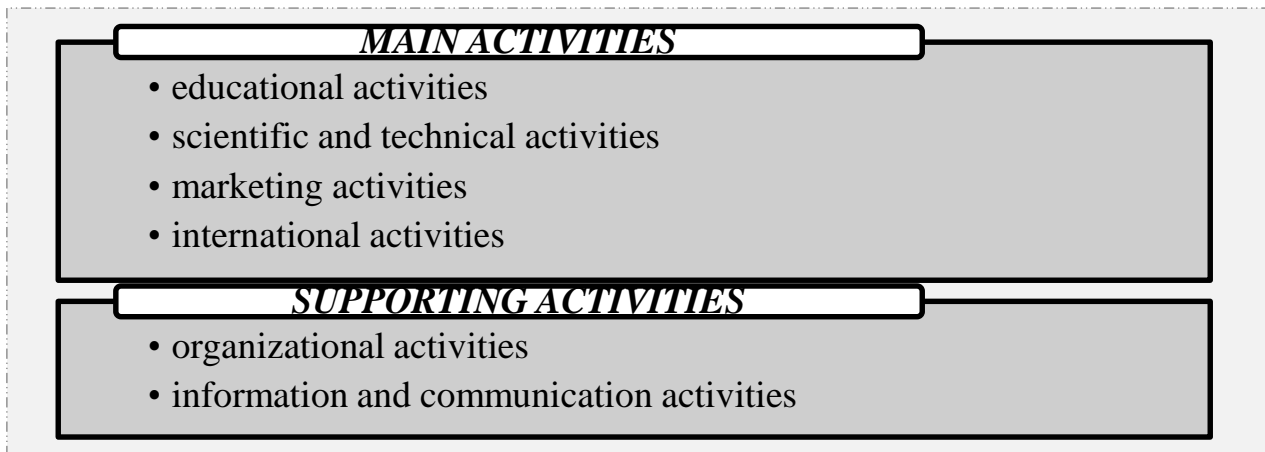 MAIN ACTIVITIES
• educational activities
• scientific and technical activities
• marketing activities
• international activities
SUPPORTING ACTIVITIES
• organizational activities
• information and communication activities